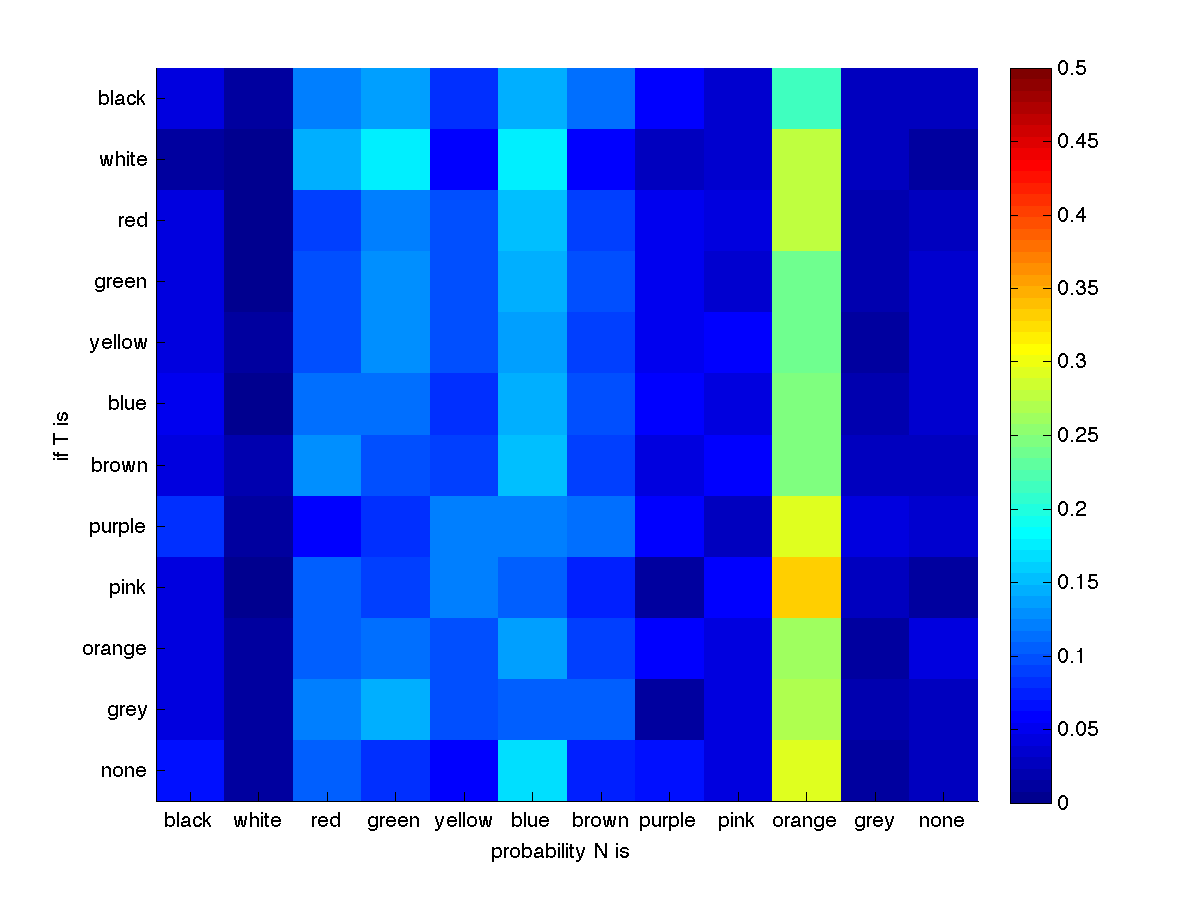 black
white
red
green
yellow
blue
brown
purple
pink
orange
grey
none
if T is
black white red green yellow blue brown purple pink orange grey none
probability N is
0.5
0.45
0.4
0.35
0.3
0.25
0.2
0.15
0.1
0.05
0